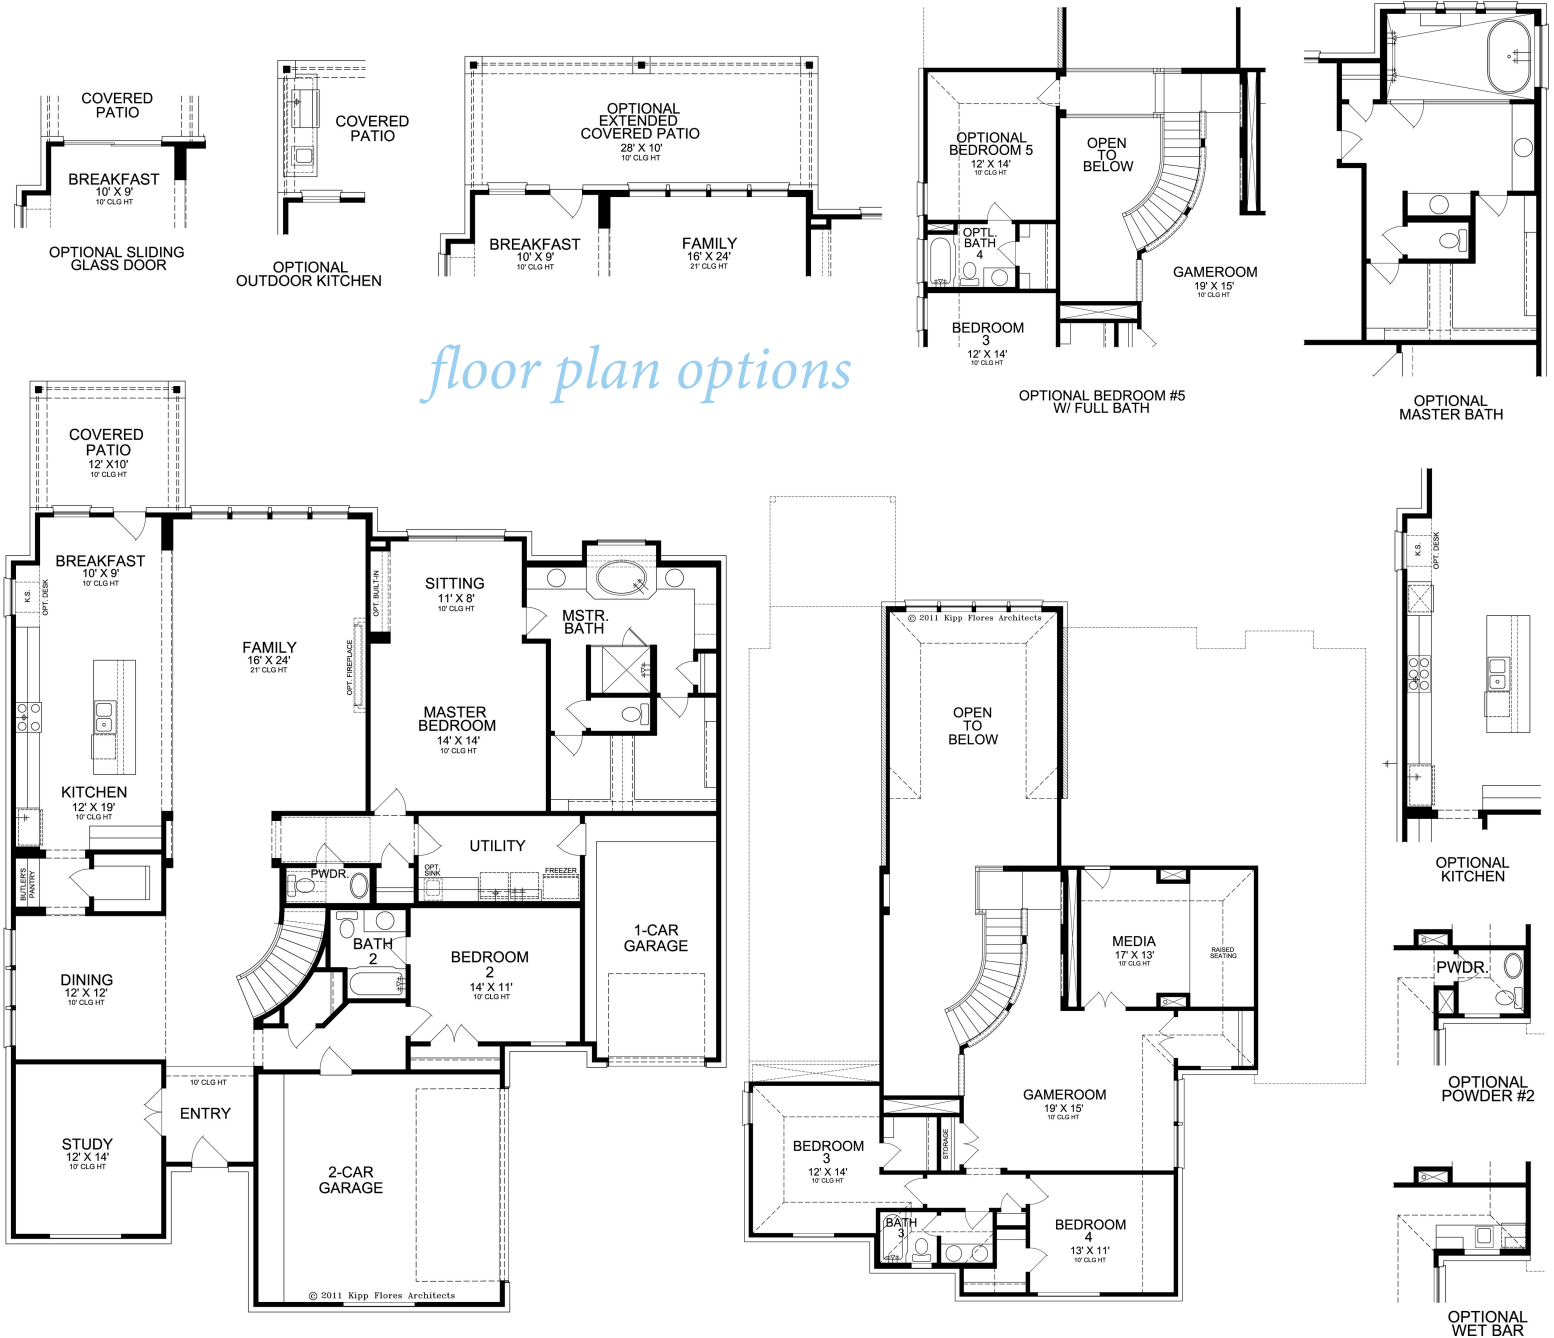 COVERED
PATIO
BREAKFAST
10' X 9'
10' CLG HT
OPTIONAL SLIDING
GLASS DOOR
COVERED
PATIO
OPTIONAL
OUTDOOR KITCHEN
OPTIONAL
EXTENDED
COVERED PATIO
28' X 10'
10' CLG HT
BREAKFAST
10' X 9'
10' CLG HT
FAMILY
16' X 24'
21' CLG HT
OPTIONAL
BEDROOM 5
12' X 14'
10' CLG HT
OPEN
TO
BELOW
OPTL.
BATH
4
GAMEROOM
19' X 15'
10' CLG HT
BEDROOM
3
12' X 14'
10' CLG HT
OPTIONAL BEDROOM #5
W/ FULL BATH
OPTIONAL
MASTER BATH
floor plan options
COVERED
PATIO
12' X10'
10' CLG HT
BREAKFAST
10' X 9'
10' CLG HT
K.S.
OPT. DESK
FAMILY
16' X 24'
21' CLG HT
OPT. BUILT-IN
OPT. FIREPLACE
SITTING
11' X 8'
10' CLG HT
MSTR.
BATH
MASTER
BEDROOM
14' X 14'
10' CLG HT
KITCHEN
12' X 19'
10' CLG HT
BUTLER'S
PANTRY
PWDR.
UTILITY
OPT.
SINK
FREEZER
1-CAR
GARAGE
BATH
2
BEDROOM
2
14' X 11'
10' CLG HT
DINING
12' X 12'
10' CLG HT
10' CLG HT
ENTRY
STUDY
12' X 14'
10' CLG HT
2-CAR
GARAGE
© 2011 Kipp Flores Architects
© 2011 Kipp Flores Architects
OPEN
TO
BELOW
MEDIA
17' X 13'
10' CLG HT
RAISED
SEATING
GAMEROOM
19' X 15'
10' CLG HT
BEDROOM
3
12' X 14'
10' CLG HT
STORAGE
BATH
3
BEDROOM
4
13' X 11'
10' CLG HT
K.S.
OPT. DESK
OPTIONAL
KITCHEN
PWDR.
OPTIONAL
POWDER #2
OPTIONAL
WET BAR